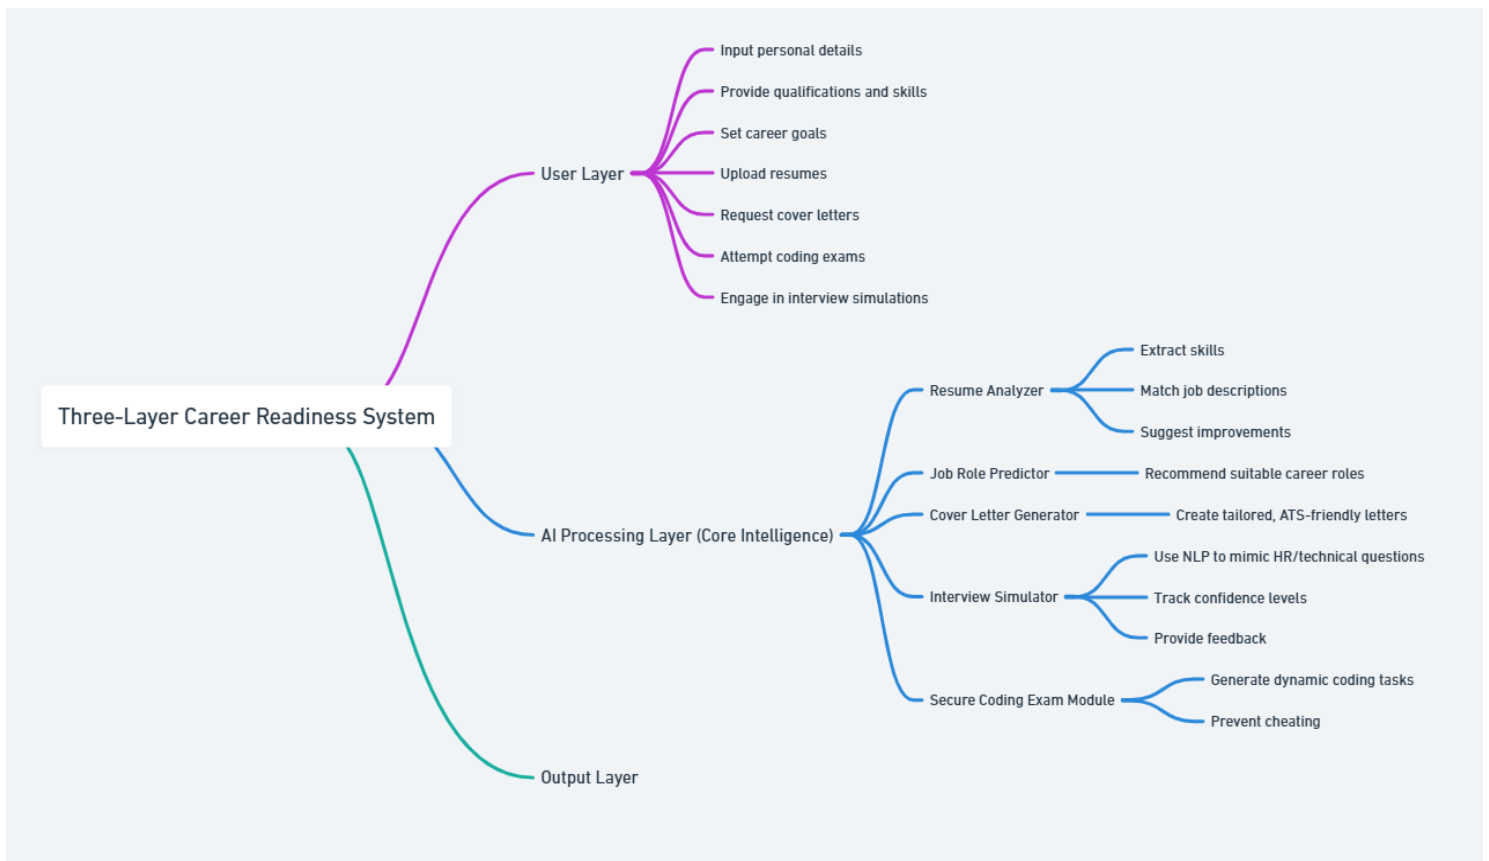 Three-Layer Career Readiness System
User Layer
Input personal details
Provide qualifications and skills
Set career goals
Upload resumes
Request cover letters
Attempt coding exams
Engage in interview simulations
AI Processing Layer (Core Intelligence)
Resume Analyzer
Extract skills
Match job descriptions
Suggest improvements
Job Role Predictor
Recommend suitable career roles
Cover Letter Generator
Create tailored, ATS-friendly letters
Interview Simulator
Use NLP to mimic HR/technical questions
Track confidence levels
Provide feedback
Secure Coding Exam Module
Generate dynamic coding tasks
Prevent cheating
Output Layer